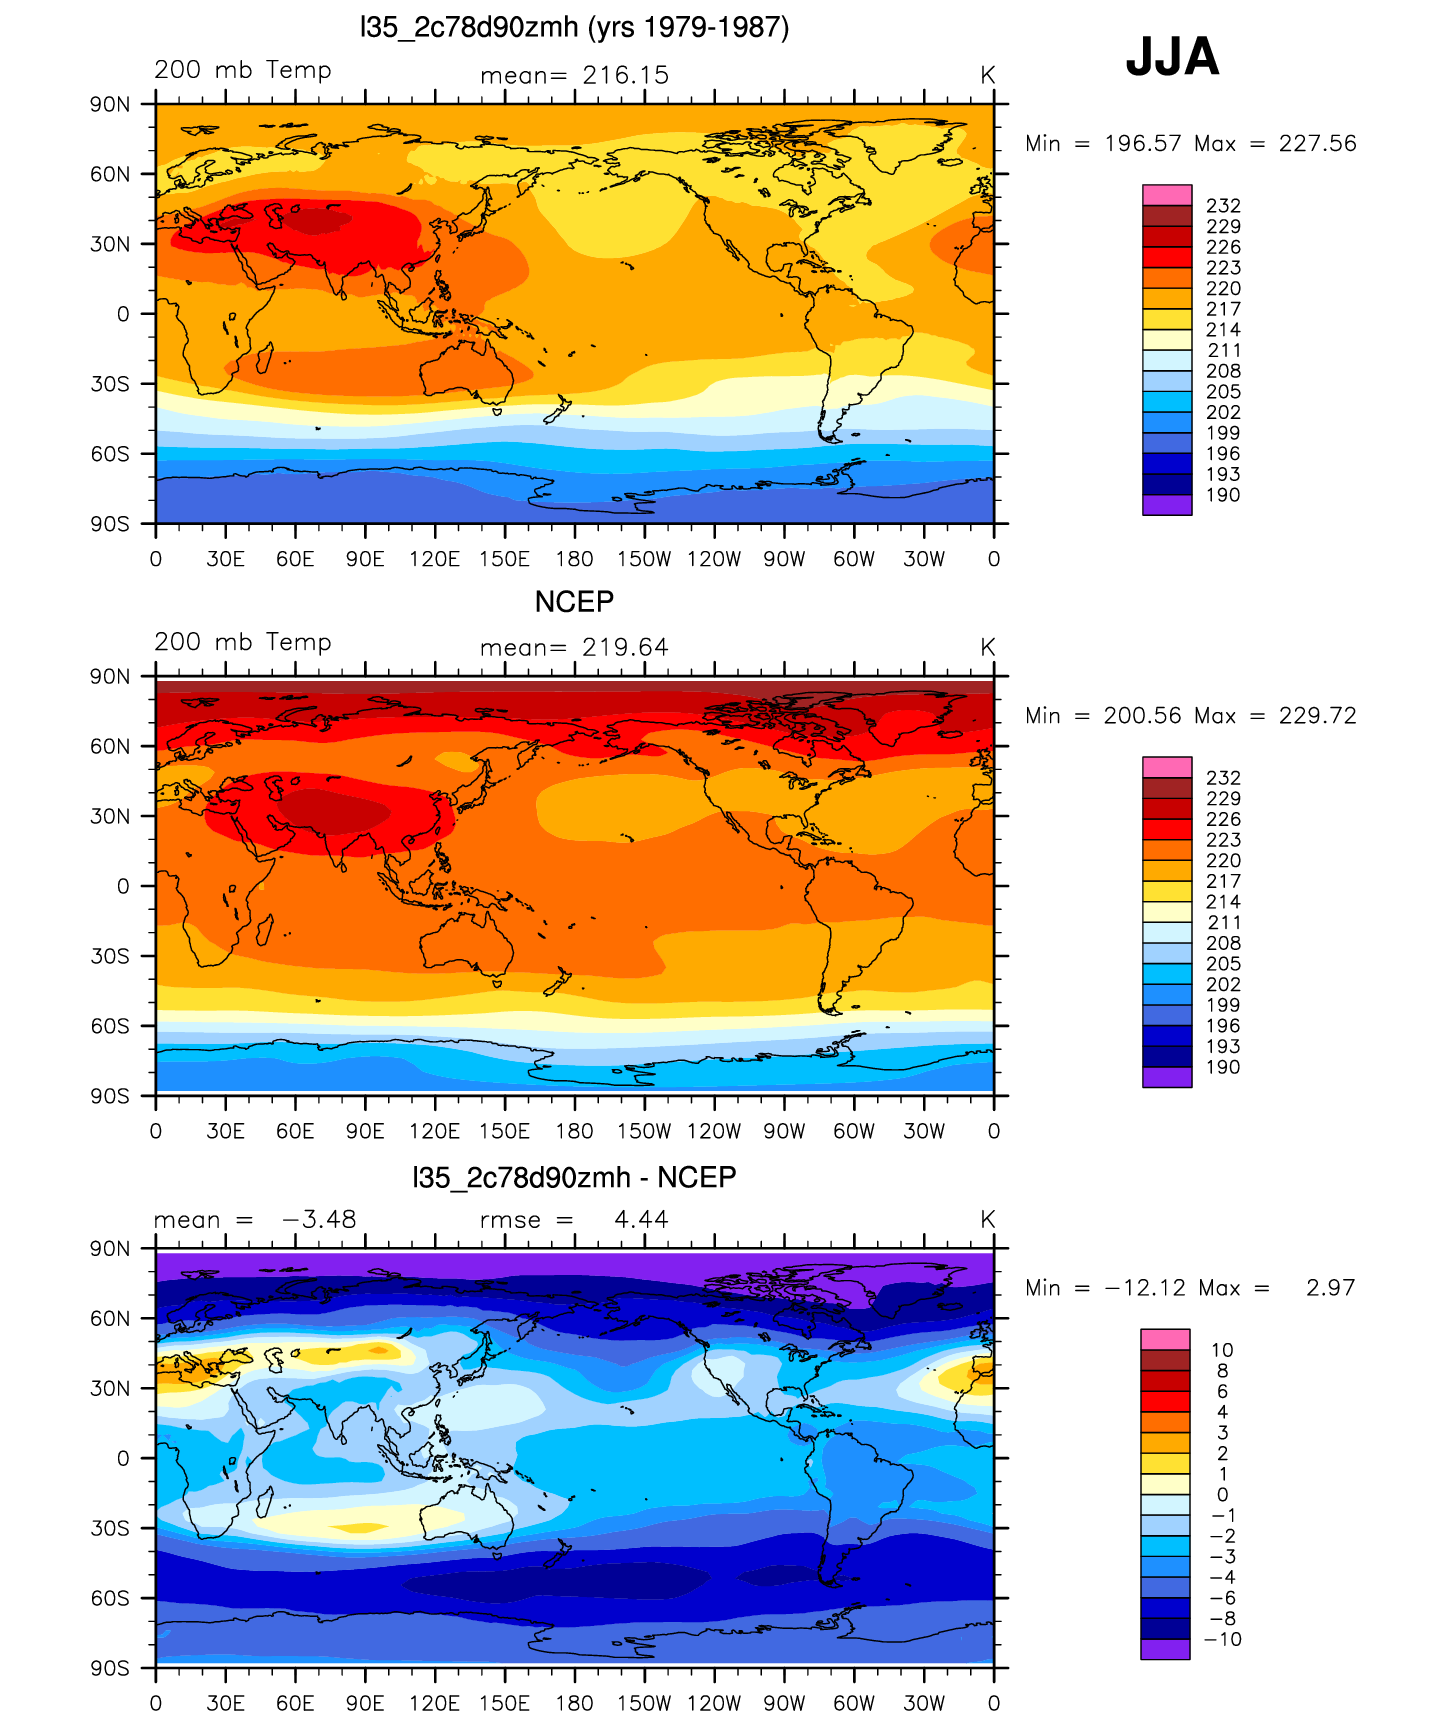 l35_2c78d90zmh (yrs 1979-1987)
JJA
200 mb Temp mean= 216.15 K
Min = 196.57 Max = 227.56
90N
60N
30N
0
30S
60S
90S
0 30E 60E 90E 120E 150E 180 150W 120W 90W 60W 30W 0
232
229
226
223
220
217
214
211
208
205
202
199
196
193
190
NCEP
200 mb Temp mean= 219.64 K
Min = 200.56 Max = 229.72
90N
60N
30N
0
30S
60S
90S
0 30E 60E 90E 120E 150E 180 150W 120W 90W 60W 30W 0
232
229
226
223
220
217
214
211
208
205
202
199
196
193
190
l35_2c78d90zmh - NCEP
mean = −3.48 rmse = 4.44 K
Min = −12.12 Max = 2.97
90N
60N
30N
0
30S
60S
90S
0 30E 60E 90E 120E 150E 180 150W 120W 90W 60W 30W 0
10
8
6
4
3
2
1
0
−1
−2
−3
−4
−6
−8
−10